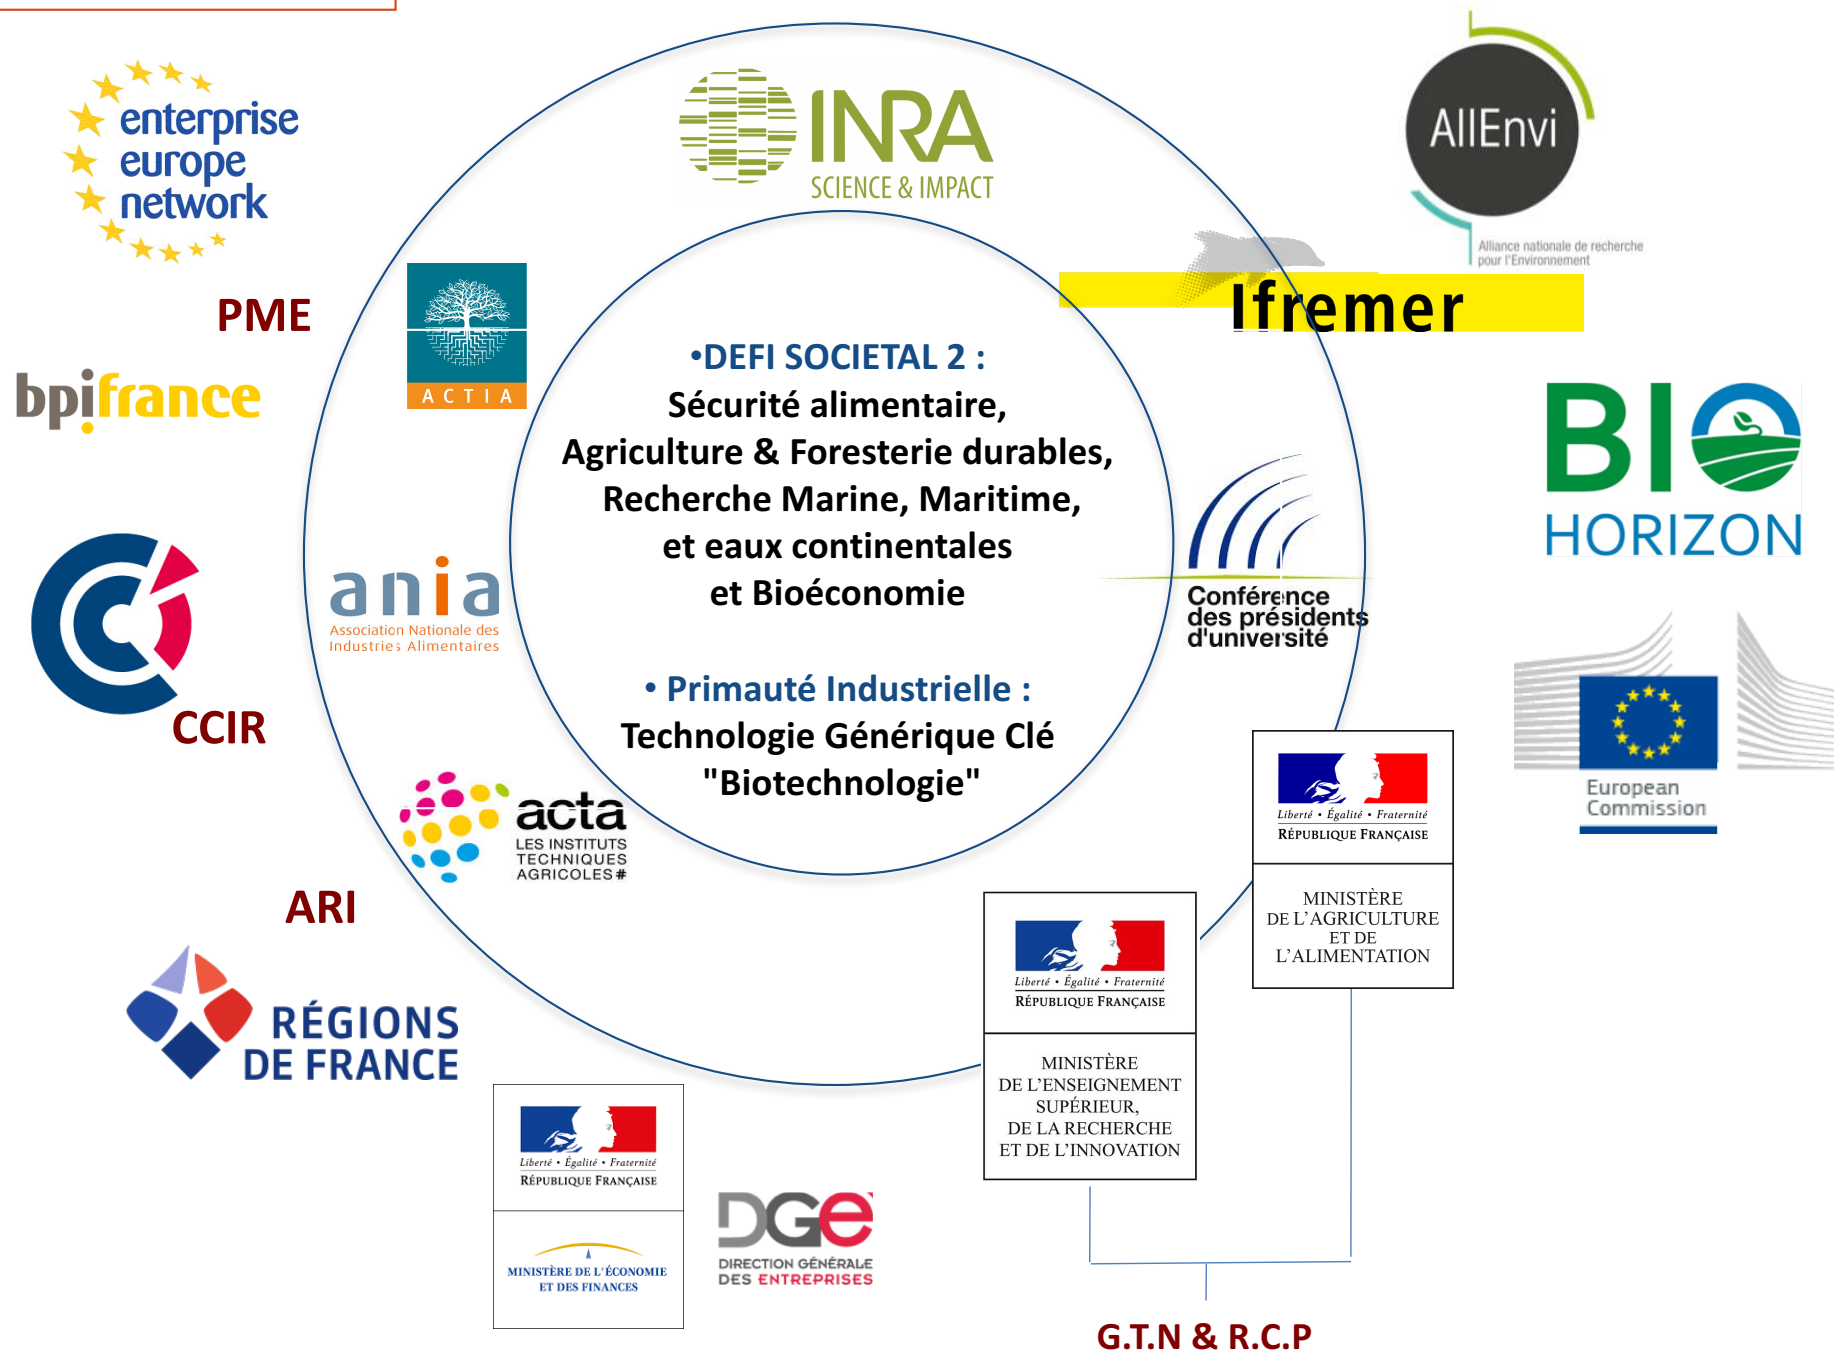 enterprise
europe
network
PME
bpifrance
CCIR
ARI
RÉGIONS
DE FRANCE
INRA
SCIENCE & IMPACT
ACTIA
ania
Association Nationale des
Industries Alimentaires
acta
LES INSTITUTS
TECHNIQUES
AGRICOLES#
•DEFI SOCIETAL 2 :
Sécurité alimentaire,
Agriculture & Foresterie durables,
Recherche Marine, Maritime,
et eaux continentales
et Bioéconomie
• Primauté Industrielle :
Technologie Générique Clé
"Biotechnologie"
AllEnvi
Alliance nationale de recherche
pour l'Environnement
Ifremer
Conférence
des présidents
d'université
BIO
HORIZON
European
Commission
Liberté • Égalité • Fraternité
RÉPUBLIQUE FRANÇAISE
MINISTÈRE
DE L'AGRICULTURE
ET DE
L'ALIMENTATION
Liberté • Égalité • Fraternité
RÉPUBLIQUE FRANÇAISE
MINISTÈRE
DE L'ENSEIGNEMENT
SUPÉRIEUR,
DE LA RECHERCHE
ET DE L'INNOVATION
Liberté • Égalité • Fraternité
RÉPUBLIQUE FRANÇAISE
MINISTÈRE DE L'ÉCONOMIE
ET DES FINANCES
DGE
DIRECTION GÉNÉRALE
DES ENTREPRISES
G.T.N & R.C.P